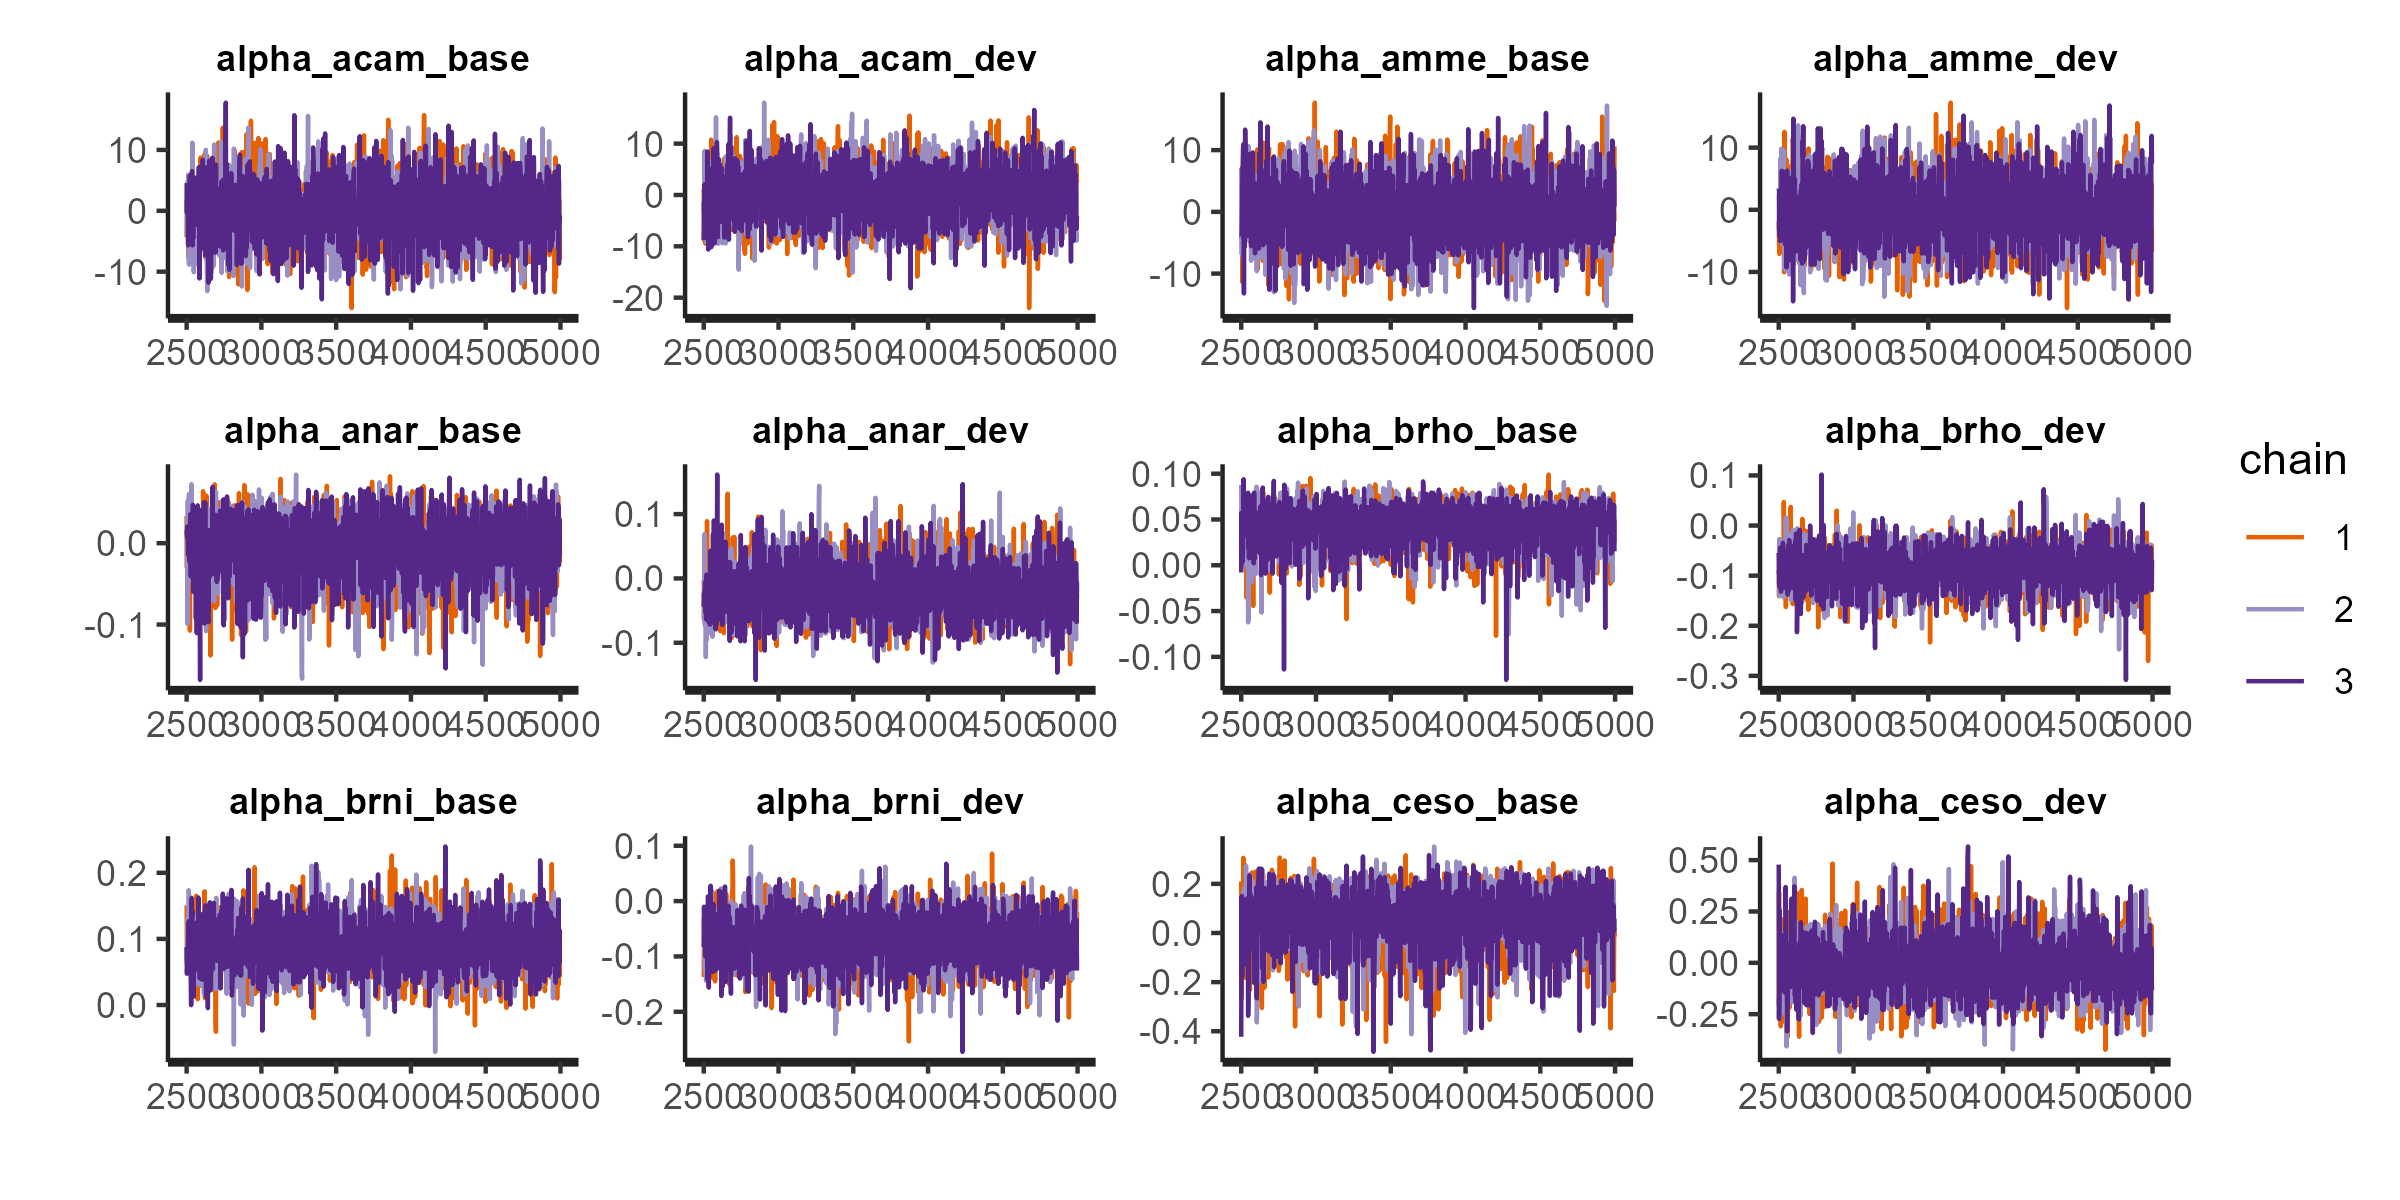 alpha_acam_base alpha_acam_dev alpha_amme_base alpha_amme_dev
10
0
-10
10
0
-10
-20
10
0
-10
10
0
-10
2500 3000 3500 4000 4500 5000
2500 3000 3500 4000 4500 5000
2500 3000 3500 4000 4500 5000
2500 3000 3500 4000 4500 5000
alpha_anar_base alpha_anar_dev alpha_brho_base alpha_brho_dev
0.0
-0.1
0.1
0.0
-0.1
0.10
0.05
0.00
-0.05
-0.10
0.1
0.0
-0.1
-0.2
-0.3
2500 3000 3500 4000 4500 5000
2500 3000 3500 4000 4500 5000
2500 3000 3500 4000 4500 5000
2500 3000 3500 4000 4500 5000
alpha_brni_base alpha_brni_dev alpha_ceso_base alpha_ceso_dev
0.2
0.1
0.0
0.1
0.0
-0.1
-0.2
0.2
0.0
-0.2
-0.4
0.50
0.25
0.00
-0.25
2500 3000 3500 4000 4500 5000
2500 3000 3500 4000 4500 5000
2500 3000 3500 4000 4500 5000
2500 3000 3500 4000 4500 5000
chain
1
2
3